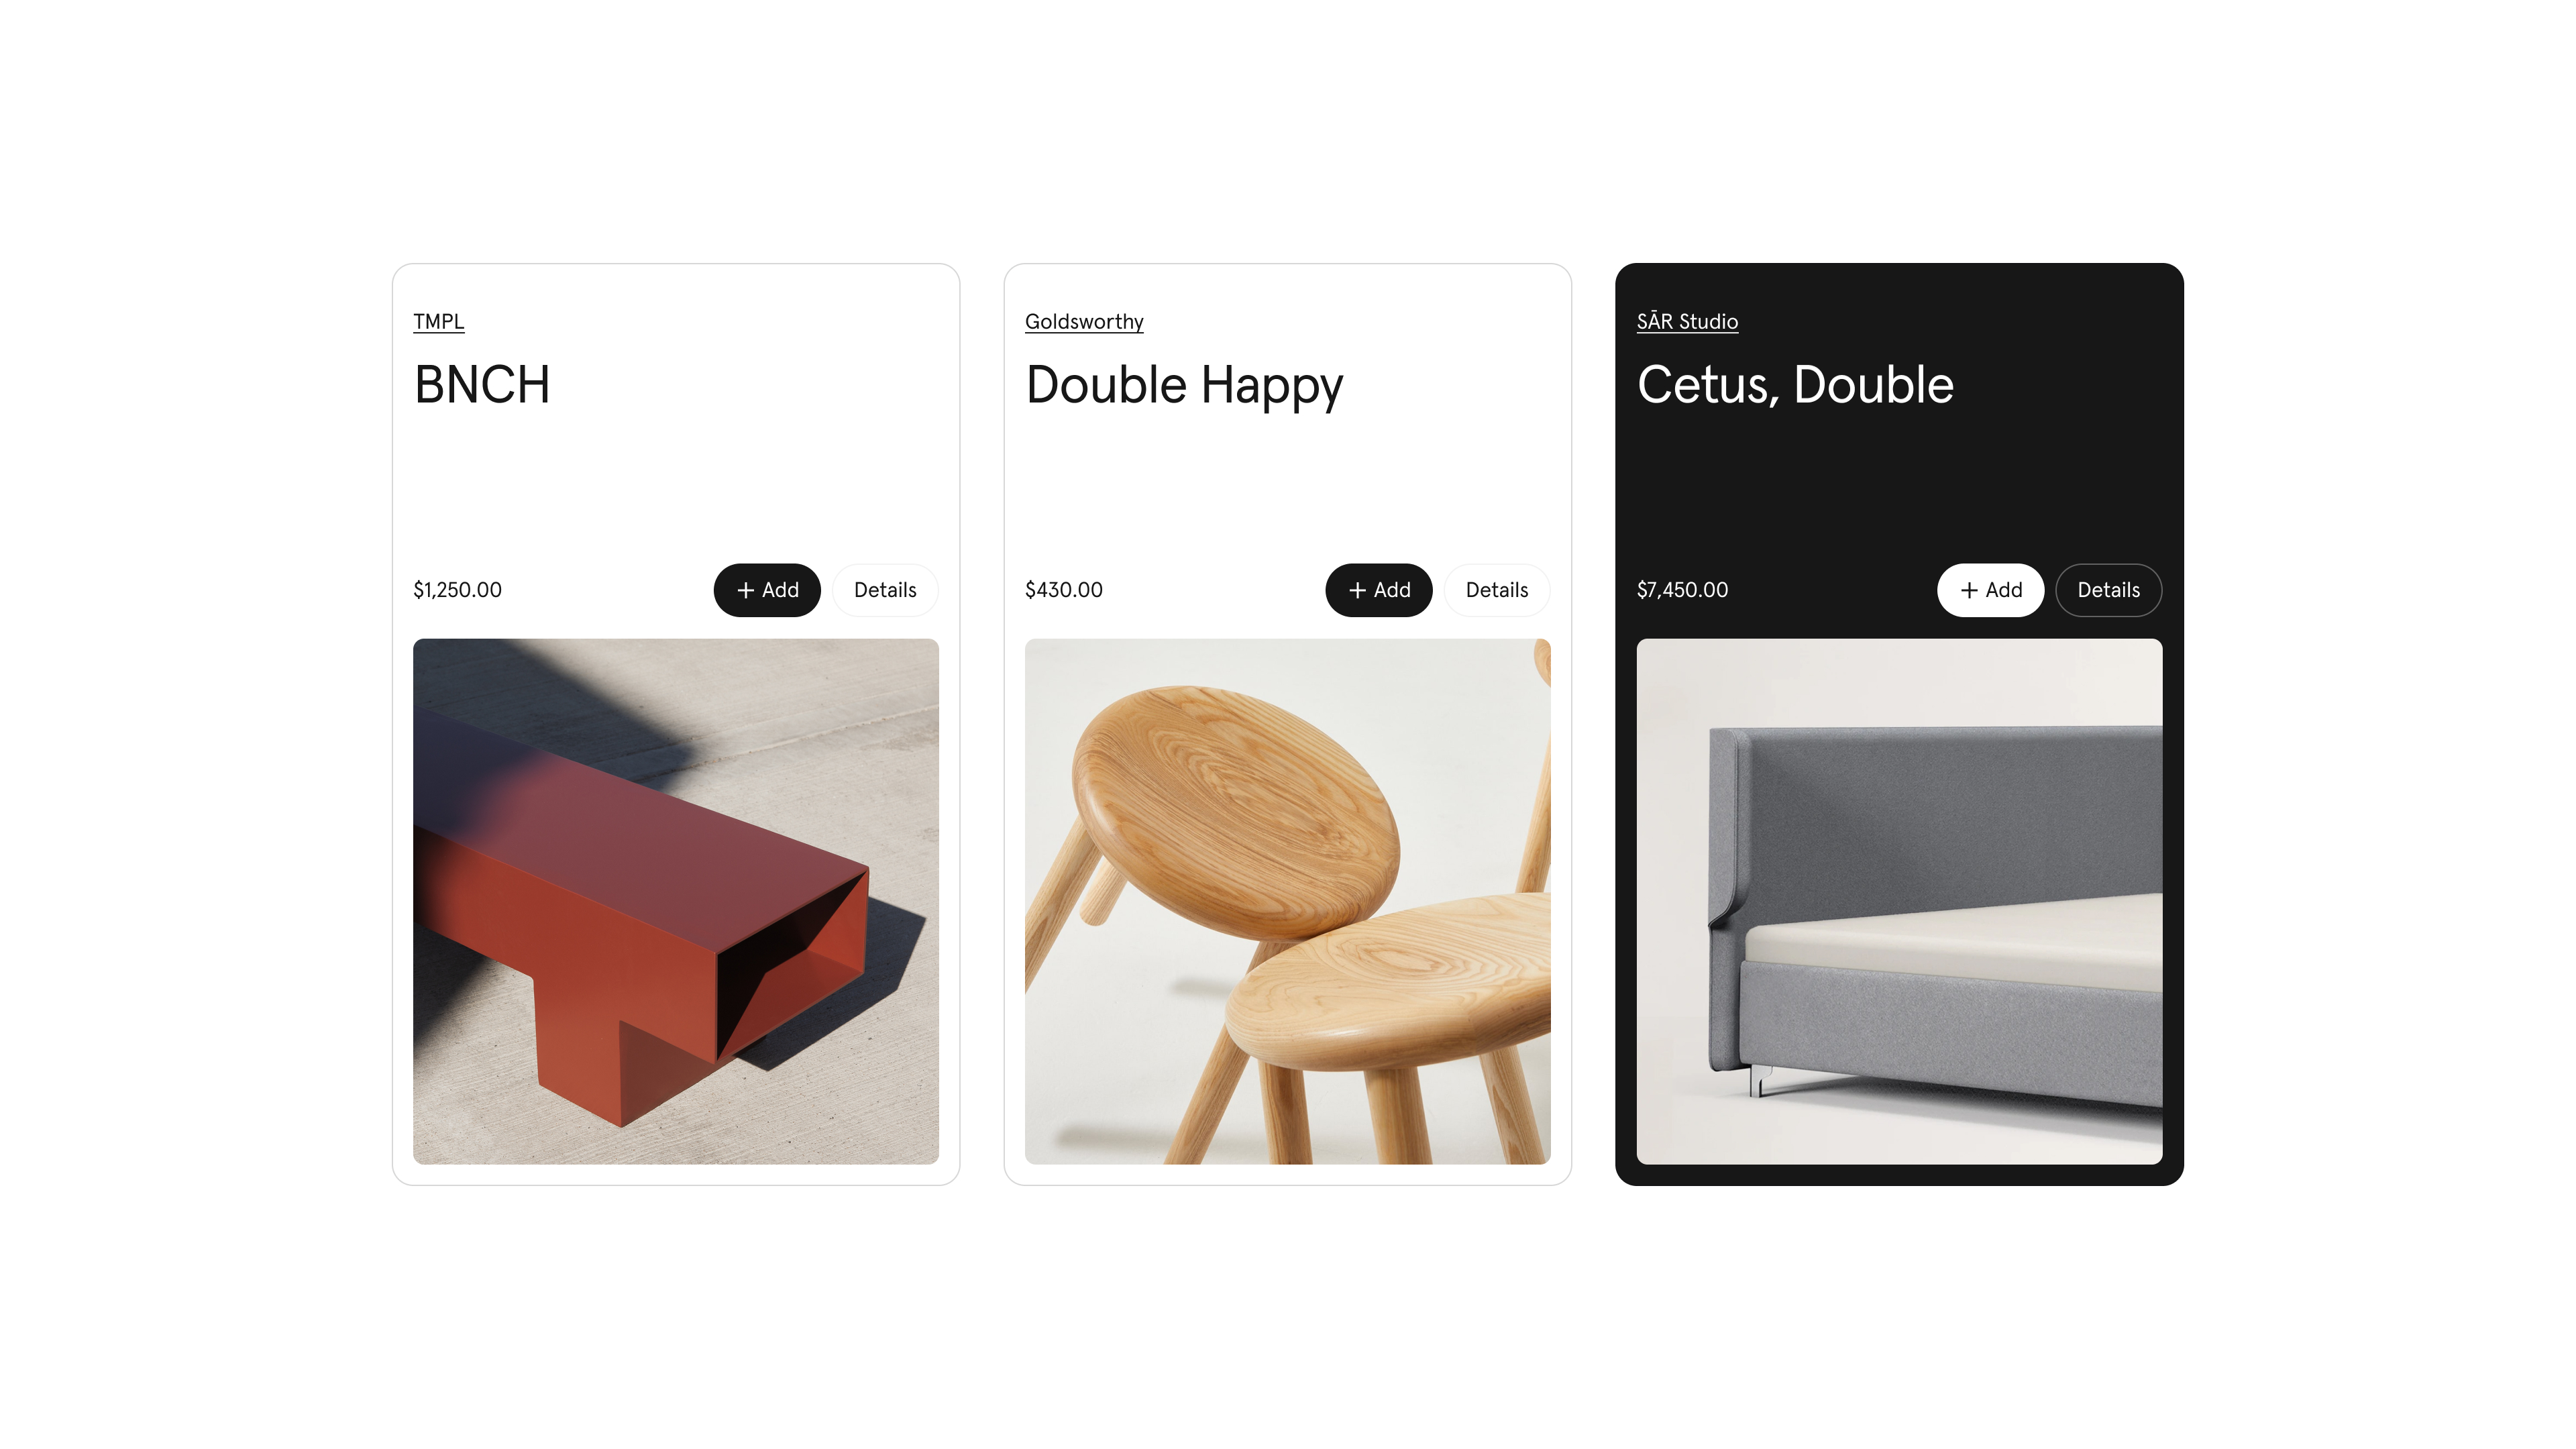 TMPL
BNCH
$1,250.00
+ Add
Details
Goldsworthy
Double Happy
$430.00
+ Add
Details
SĀR Studio
Cetus, Double
$7,450.00
+ Add
Details